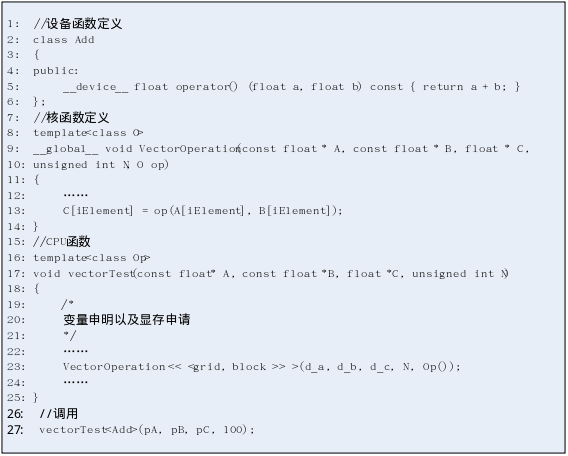 1: //设备函数定义
2: class Add
3: {
4: public:
5: __device__ float operator() (float a, float b) const { return a + b; }
6: };
7: //核函数定义
8: template<class O>
9: __global__ void VectorOperation(const float * A, const float * B, float * C,
10: unsigned int N, O op)
11: {
12: ……
13: C[iElement] = op(A[iElement], B[iElement]);
14: }
15: //CPU函数
16: template<class Op>
17: void vectorTest(const float* A, const float *B, float *C, unsigned int N)
18: {
19: /*
20: 变量申明以及显存申请
21: */
22: ……
23: VectorOperation << <grid, block >> >(d_a, d_b, d_c, N, Op());
24: ……
25: }
26: //调用
27: vectorTest<Add>(pA, pB, pC, 100);